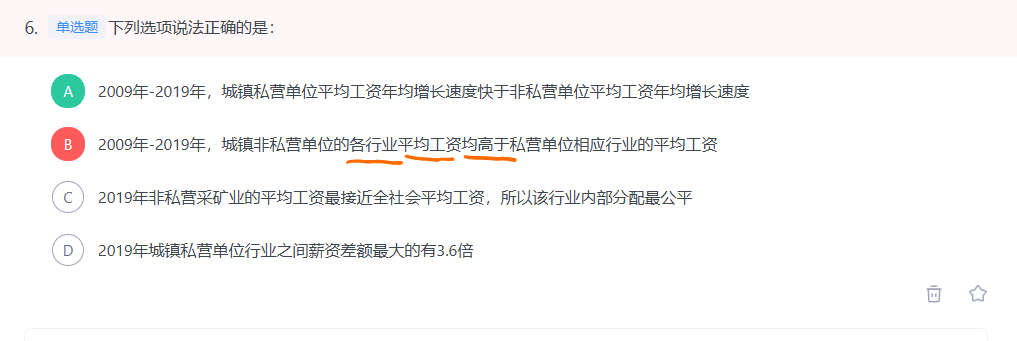 6. 单选题 下列选项说法正确的是：
A 2009年-2019年，城镇私营单位平均工资年均增长速度快于非私营单位平均工资年均增长速度
B 2009年-2019年，城镇非私营单位的各行业平均工资均高于私营单位相应行业的平均工资
C 2019年非私营采矿业的平均工资最接近全社会平均工资，所以该行业内部分配最公平
D 2019年城镇私营单位行业之间薪资差额最大的有3.6倍